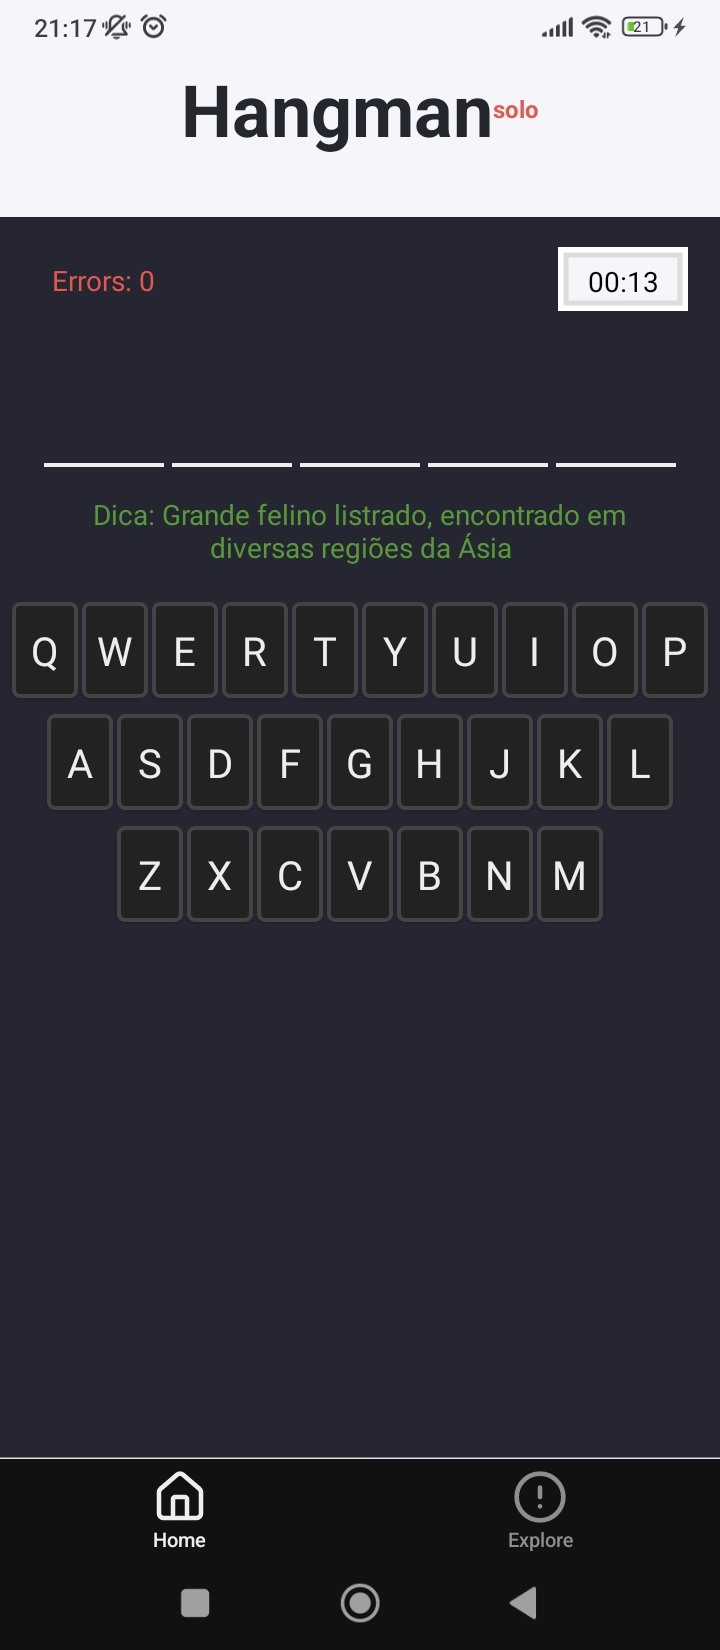 21:17 21
Hangman solo
Errors: 0 00:13
Dica: Grande felino listrado, encontrado em
diversas regiões da Ásia
Q W E R T Y U I O P
A S D F G H J K L
Z X C V B N M
Home Explore